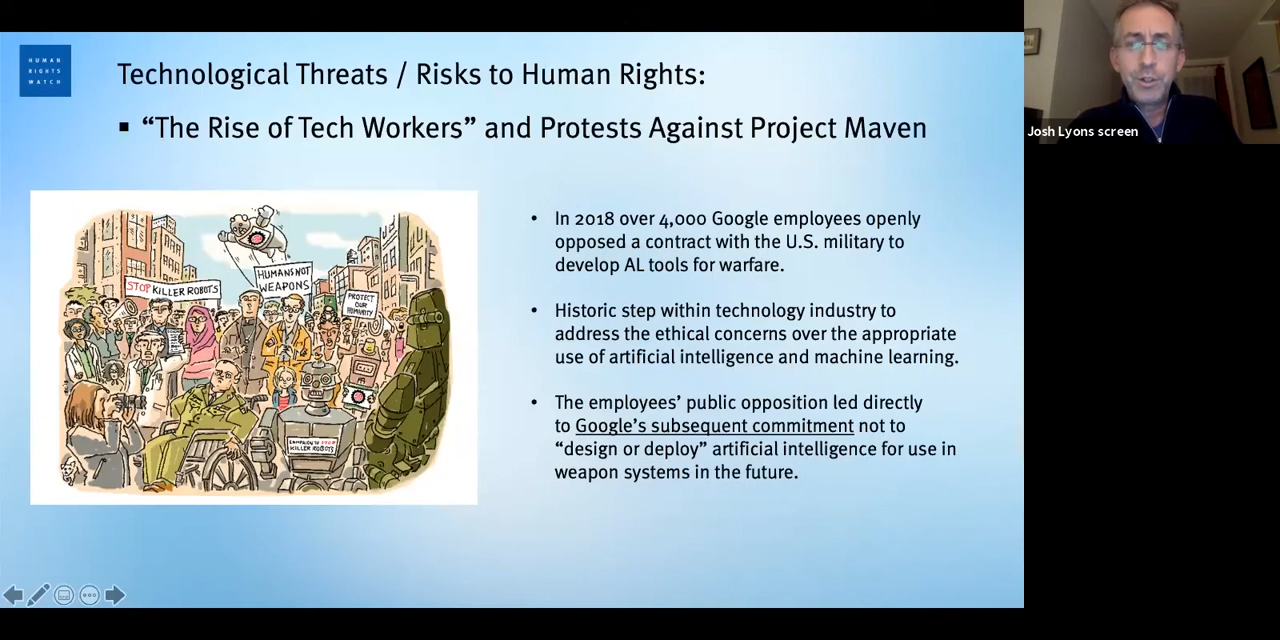 HUMAN
RIGHTS
WATCH
Technological Threats / Risks to Human Rights:
▪ “The Rise of Tech Workers” and Protests Against Project Maven
STOP KILLER ROBOTS
HUMANS NOT
WEAPONS
PROTECT
OUR
HUMANITY
CAMPAIGN TO STOP
KILLER ROBOTS
• In 2018 over 4,000 Google employees openly
opposed a contract with the U.S. military to
develop AL tools for warfare.
• Historic step within technology industry to
address the ethical concerns over the appropriate
use of artificial intelligence and machine learning.
• The employees’ public opposition led directly
to Google’s subsequent commitment not to
“design or deploy” artificial intelligence for use in
weapon systems in the future.
Josh Lyons screen